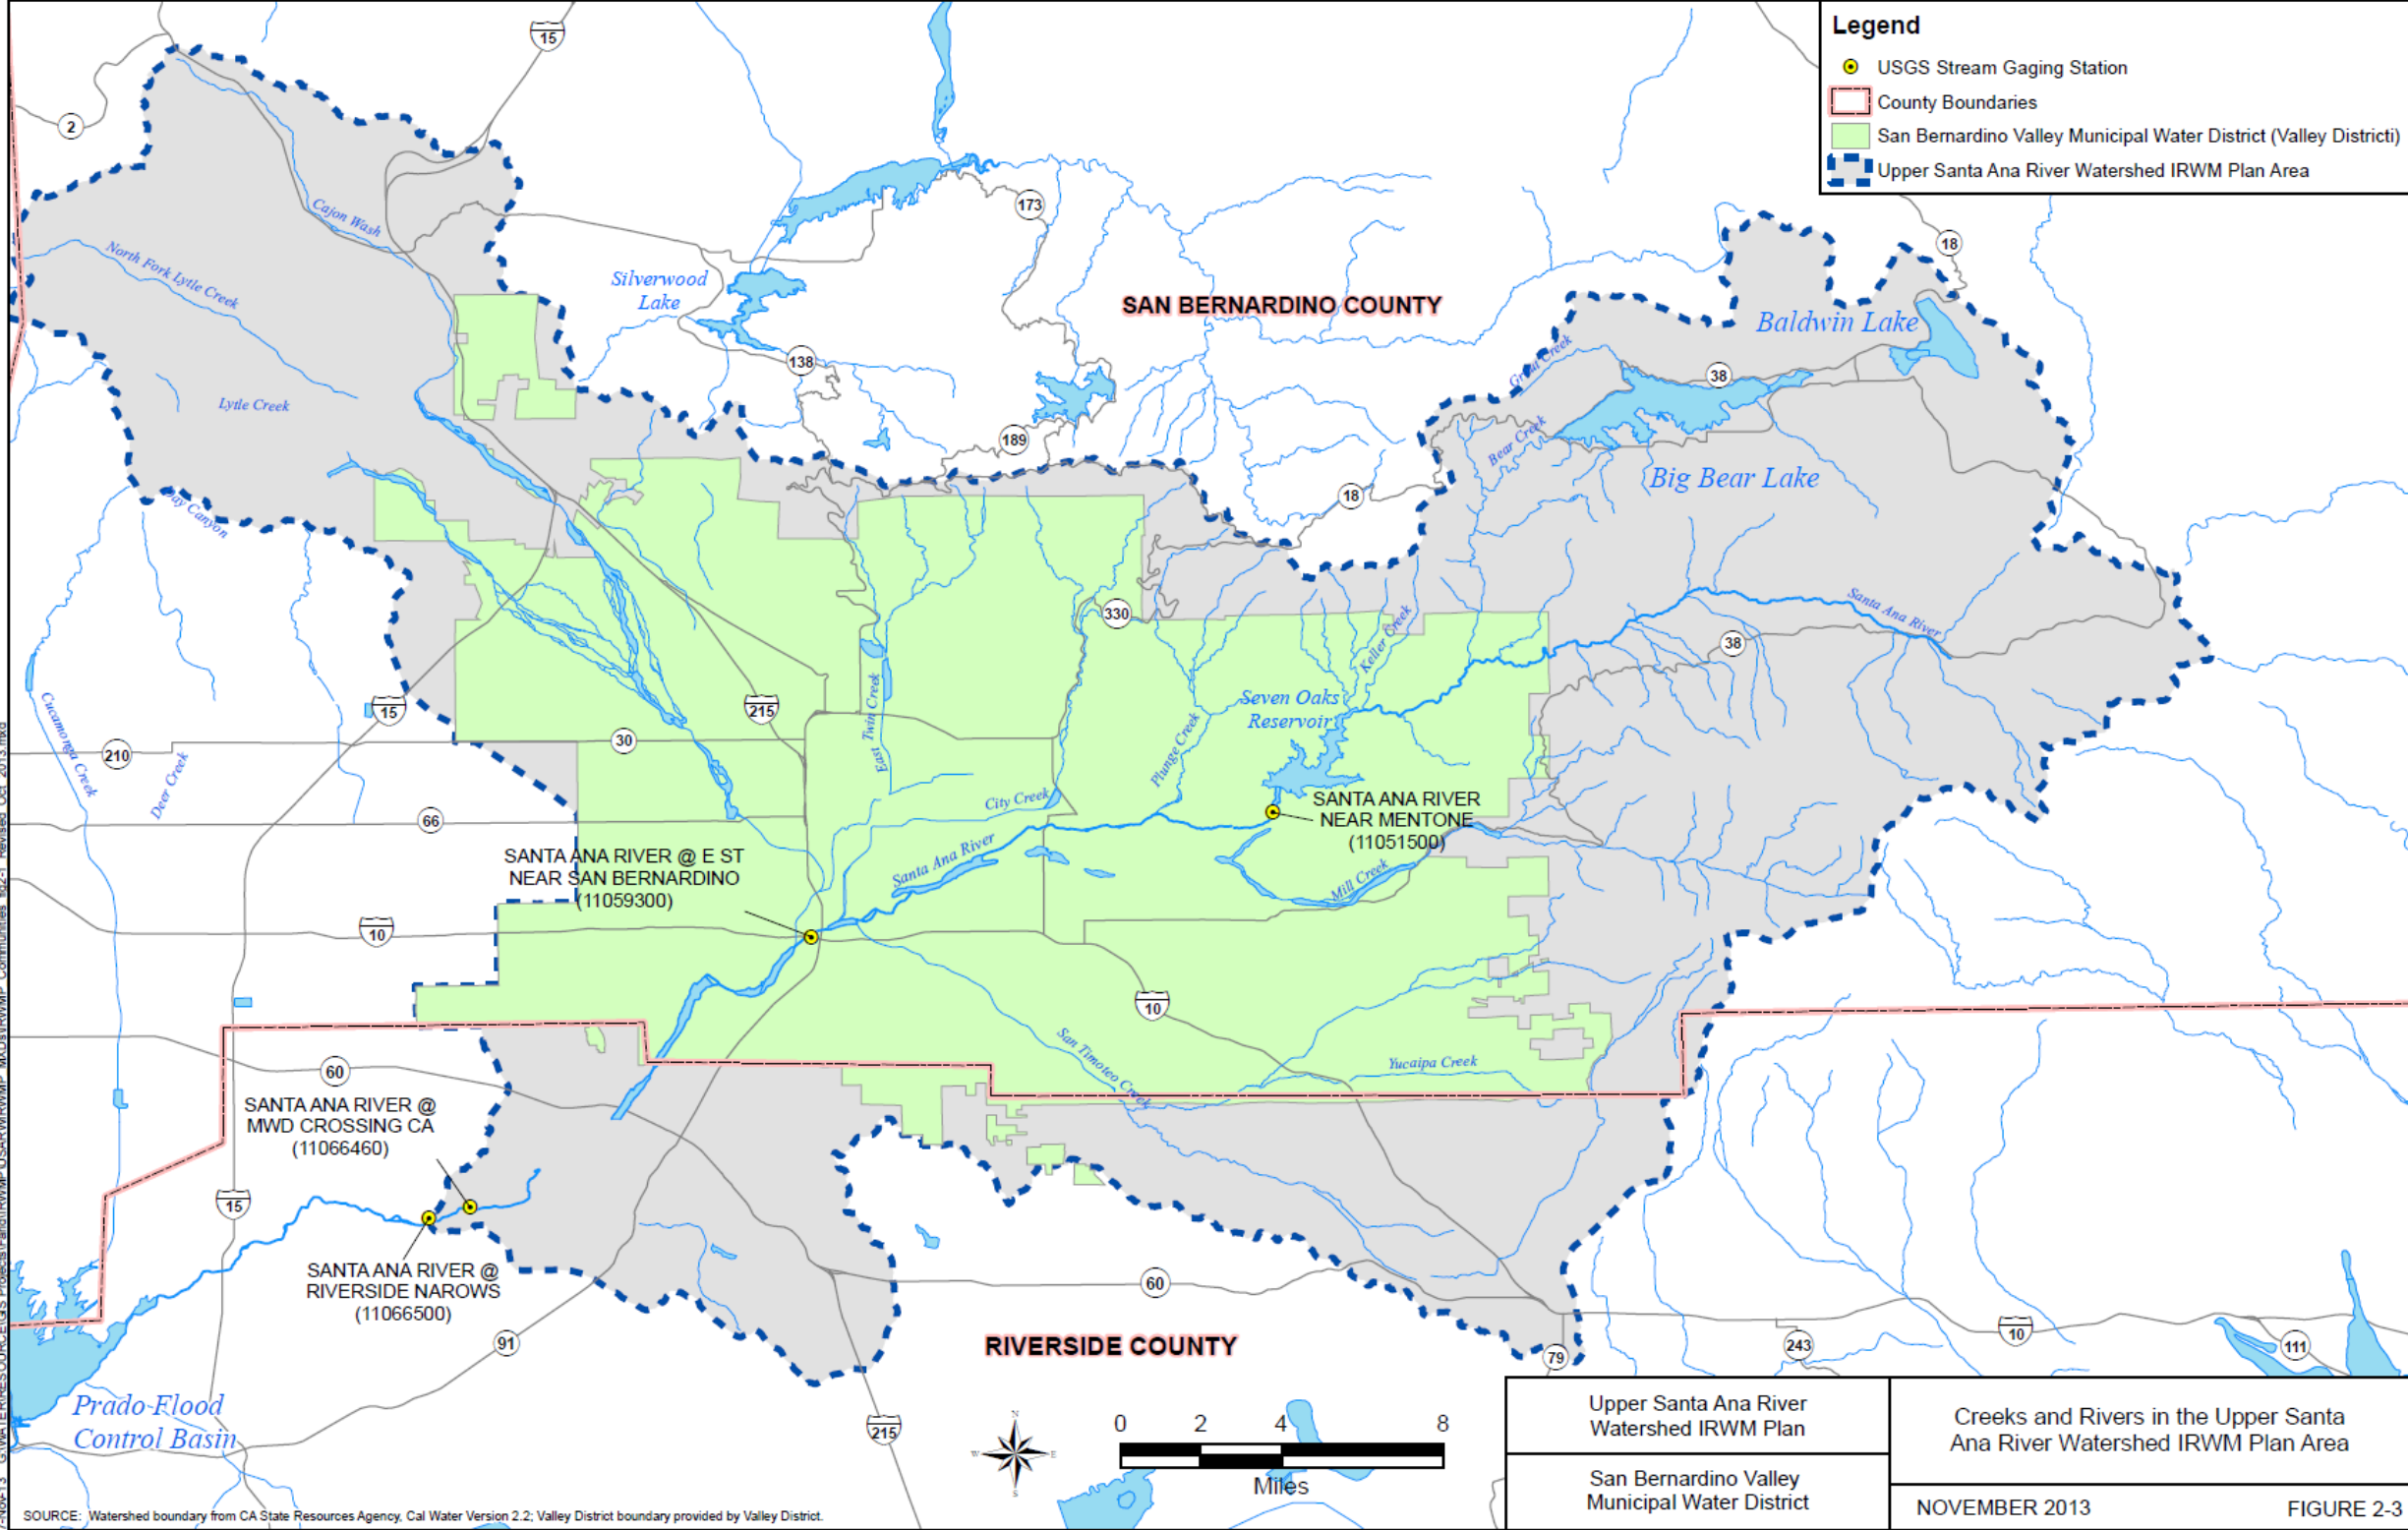 Legend
USGS Stream Gaging Station
County Boundaries
San Bernardino Valley Municipal Water District (Valley Districti)
Upper Santa Ana River Watershed IRWM Plan Area
15
2
173
18
Cajon Wash
North Fork Lytle Creek
Silverwood
Lake
SAN BERNARDINO COUNTY
Baldwin Lake
138
Grout Creek
38
Lytle Creek
189
Bear Creek
Big Bear Lake
18
Day Canyon
330
Santa Ana River
Keller Creek
38
Cucamonga Creek
15
215
East Twin Creek
Seven Oaks
Reservoir
Plunge Creek
210
30
Deer Creek
City Creek
SANTA ANA RIVER
NEAR MENTONE
(11051500)
66
SANTA ANA RIVER @ E ST
NEAR SAN BERNARDINO
(11059300)
Santa Ana River
Mill Creek
10
10
San Timoteo Creek
Yucaipa Creek
60
SANTA ANA RIVER @
MWD CROSSING CA
(11066460)
15
SANTA ANA RIVER @
RIVERSIDE NAROWS
(11066500)
60
91
RIVERSIDE COUNTY
79
243
10
111
Prado-Flood
Control Basin
215
N
W
E
S
0 2 4 8
Miles
Upper Santa Ana River
Watershed IRWM Plan
San Bernardino Valley
Municipal Water District
Creeks and Rivers in the Upper Santa
Ana River Watershed IRWM Plan Area
NOVEMBER 2013
FIGURE 2-3
SOURCE: Watershed boundary from CA State Resources Agency, Cal Water Version 2.2; Valley District boundary provided by Valley District.